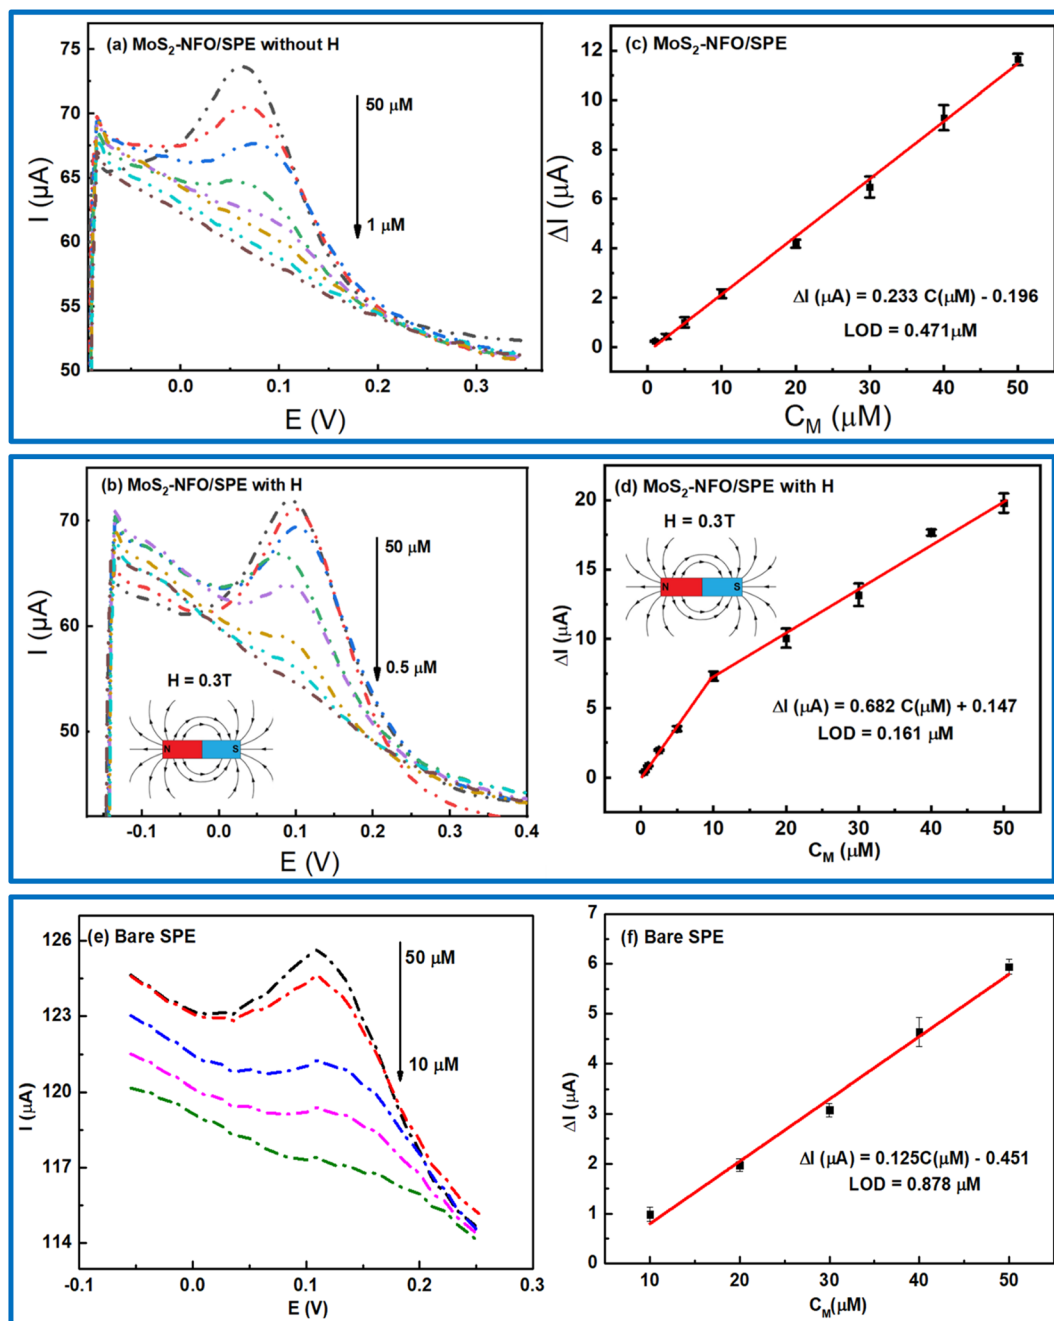 (a) MoS₂-NFO/SPE without H
75
70
65
60
55
50
I (µA)
50 µM
1 µM
0.0 0.1 0.2 0.3
E (V)
(c) MoS₂-NFO/SPE
12
10
8
6
4
2
0
ΔI (µA)
ΔI (µA) = 0.233 C(µM) - 0.196
LOD = 0.471µM
0 10 20 30 40 50
C_M (µM)
(b) MoS₂-NFO/SPE with H
70
60
50
I (µA)
50 µM
0.5 µM
H = 0.3T
N S
-0.1 0.0 0.1 0.2 0.3 0.4
E (V)
(d) MoS₂-NFO/SPE with H
20
15
10
5
0
ΔI (µA)
H = 0.3T
N S
ΔI (µA) = 0.682 C(µM) + 0.147
LOD = 0.161 µM
0 10 20 30 40 50
C_M (µM)
(e) Bare SPE
126
123
120
117
114
I (µA)
50 µM
10 µM
-0.1 0.0 0.1 0.2 0.3
E (V)
(f) Bare SPE
7
6
5
4
3
2
1
0
ΔI (µA)
ΔI (µA) = 0.125C(µM) - 0.451
LOD = 0.878 µM
10 20 30 40 50
C_M(µM)